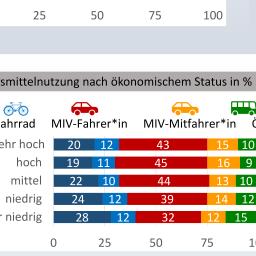 25 50 75 100
smittelnutzung nach ökonomischem Status in %
ahrrad MIV-Fahrer*in MIV-Mitfahrer*in Ö
ehr hoch 20 12 43 15 10
hoch 19 11 45 16 9
mittel 22 10 44 13 10
niedrig 24 12 39 14 12
r niedrig 28 12 32 12 15
0 25 50 75 100